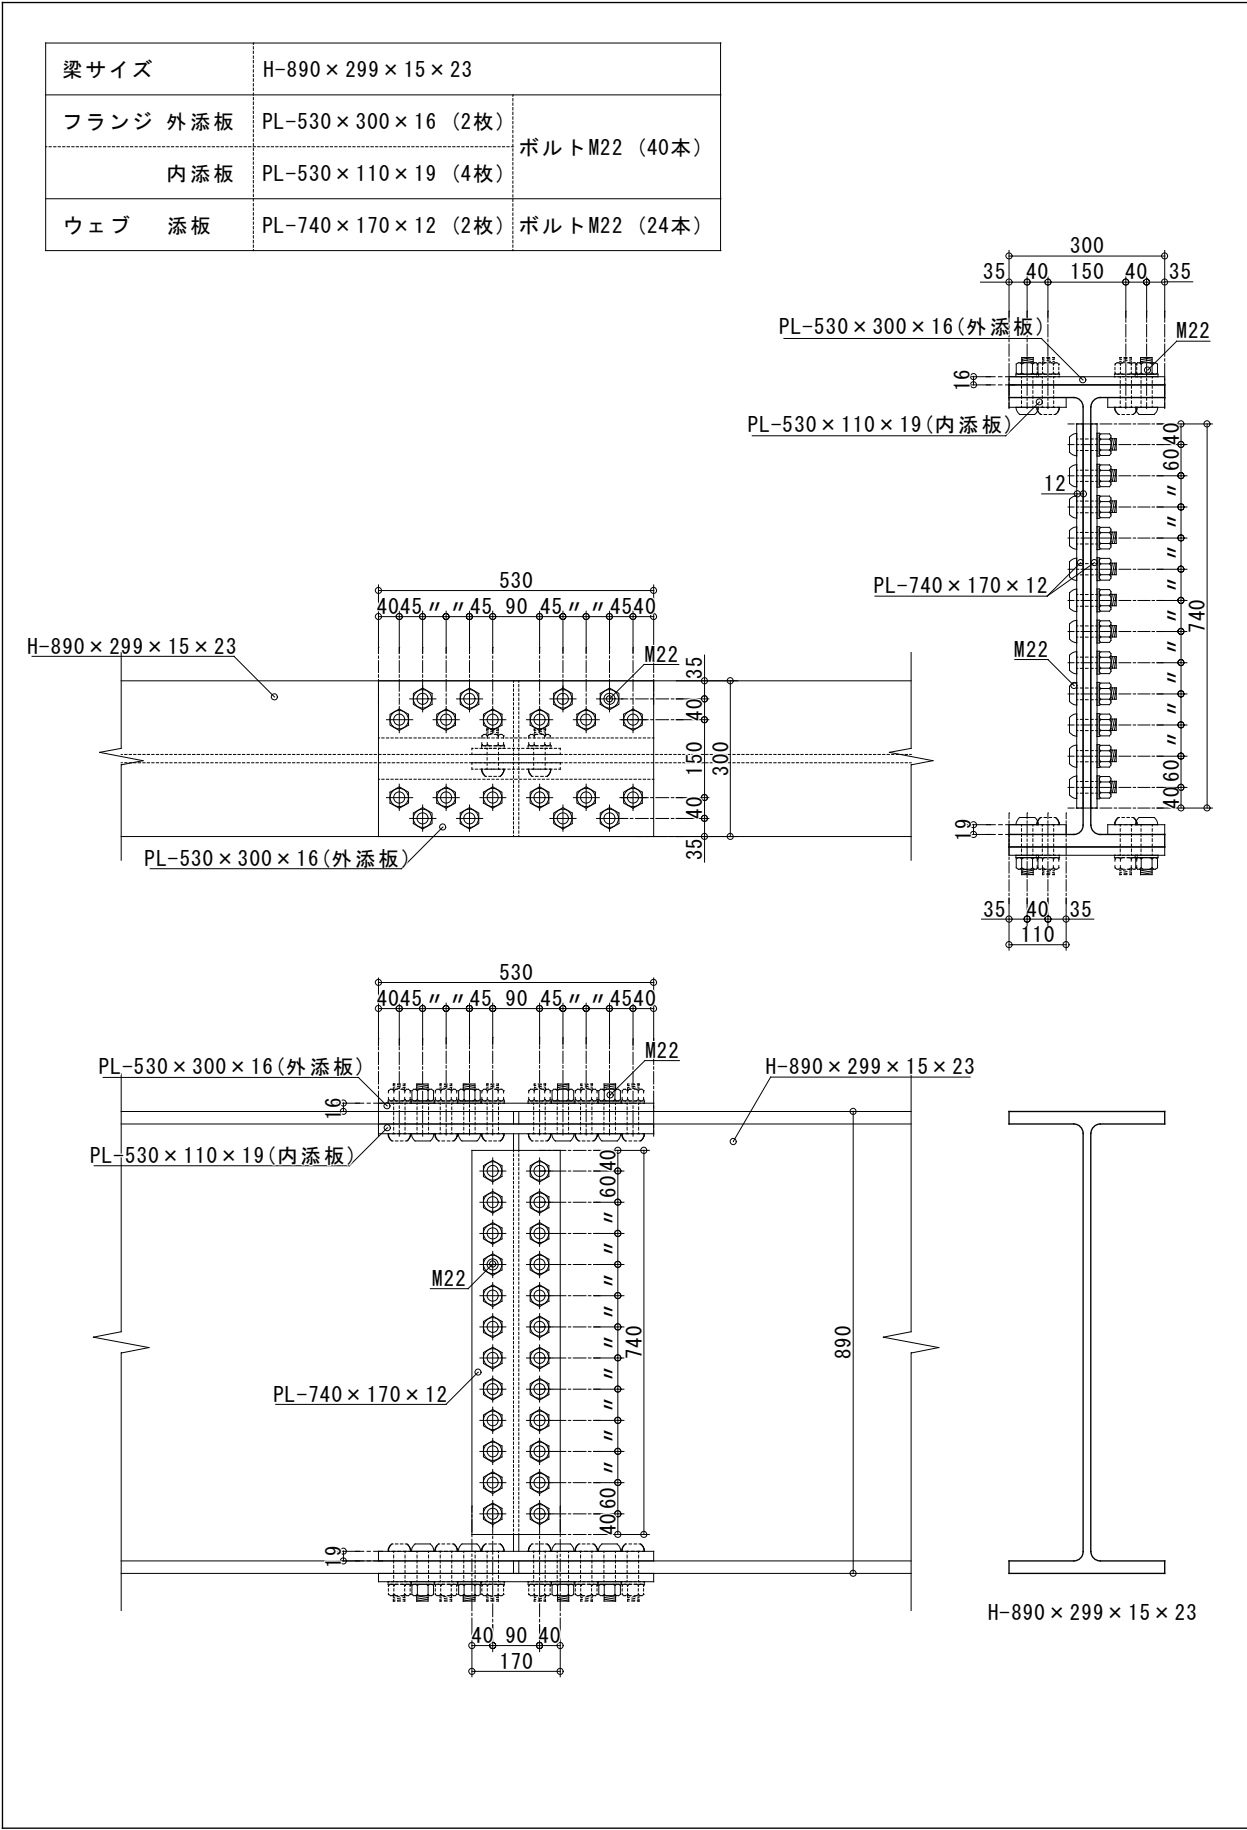 梁サイズ H-890×299×15×23
フランジ 外添板 PL-530×300×16 (2枚)
ボルトM22 (40本)
内添板 PL-530×110×19 (4枚)
ウェブ 添板 PL-740×170×12 (2枚) ボルトM22 (24本)
300
35 40 150 40 35
PL-530×300×16(外添板)
M22
16
PL-530×110×19(内添板)
40
60
〃
〃
〃
〃
〃
〃
〃
〃
〃
60
40
740
12
PL-740×170×12
M22
19
35 40 35
110
530
40 45 〃 〃 45 90 45 〃 〃 45 40
H-890×299×15×23
M22
35
40
150
40
35
300
PL-530×300×16(外添板)
530
40 45 〃 〃 45 90 45 〃 〃 45 40
M22
PL-530×300×16(外添板)
H-890×299×15×23
16
PL-530×110×19(内添板)
40
60
〃
〃
〃
〃
〃
〃
〃
〃
〃
60
40
740
890
M22
PL-740×170×12
19
40 90 40
170
H-890×299×15×23